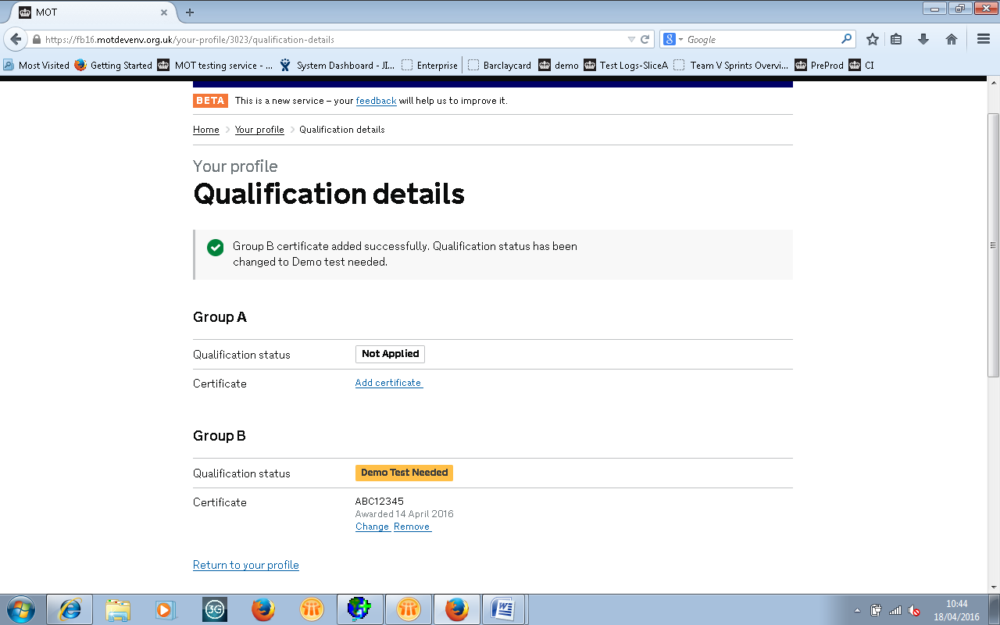 MOT
https://fb16.motdevenv.org.uk/your-profile/3023/qualification-details
Google
Most Visited Getting Started MOT testing service - ... System Dashboard - JI... Enterprise Barclaycard demo Test Logs-SliceA Team V Sprints Overvi... PreProd CI
BETA This is a new service – your feedback will help us to improve it.
Home Your profile Qualification details
Your profile
Qualification details
Group B certificate added successfully. Qualification status has been
changed to Demo test needed.
Group A
Qualification status Not Applied
Certificate Add certificate
Group B
Qualification status Demo Test Needed
Certificate ABC12345
Awarded 14 April 2016
Change Remove
Return to your profile
3G
10:44
18/04/2016